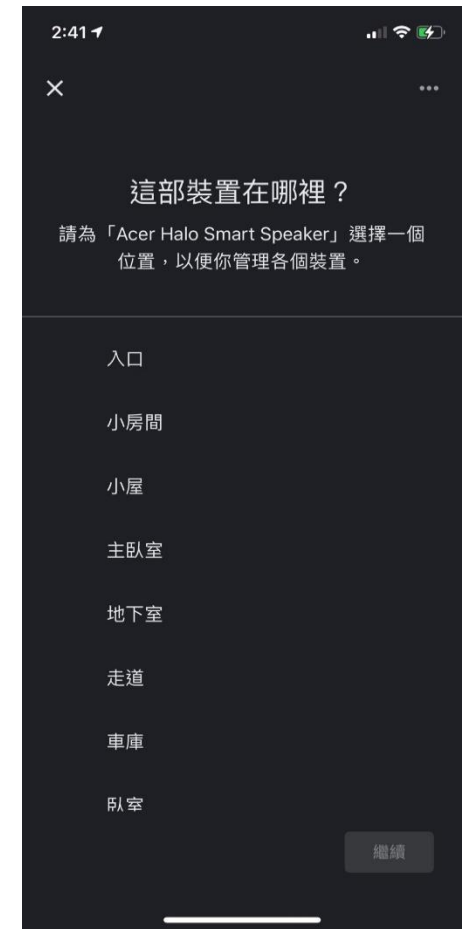 2:41
這部裝置在哪裡？
請為「Acer Halo Smart Speaker」選擇一個
位置，以便你管理各個裝置。
入口
小房間
小屋
主臥室
地下室
走道
車庫
臥室
繼續